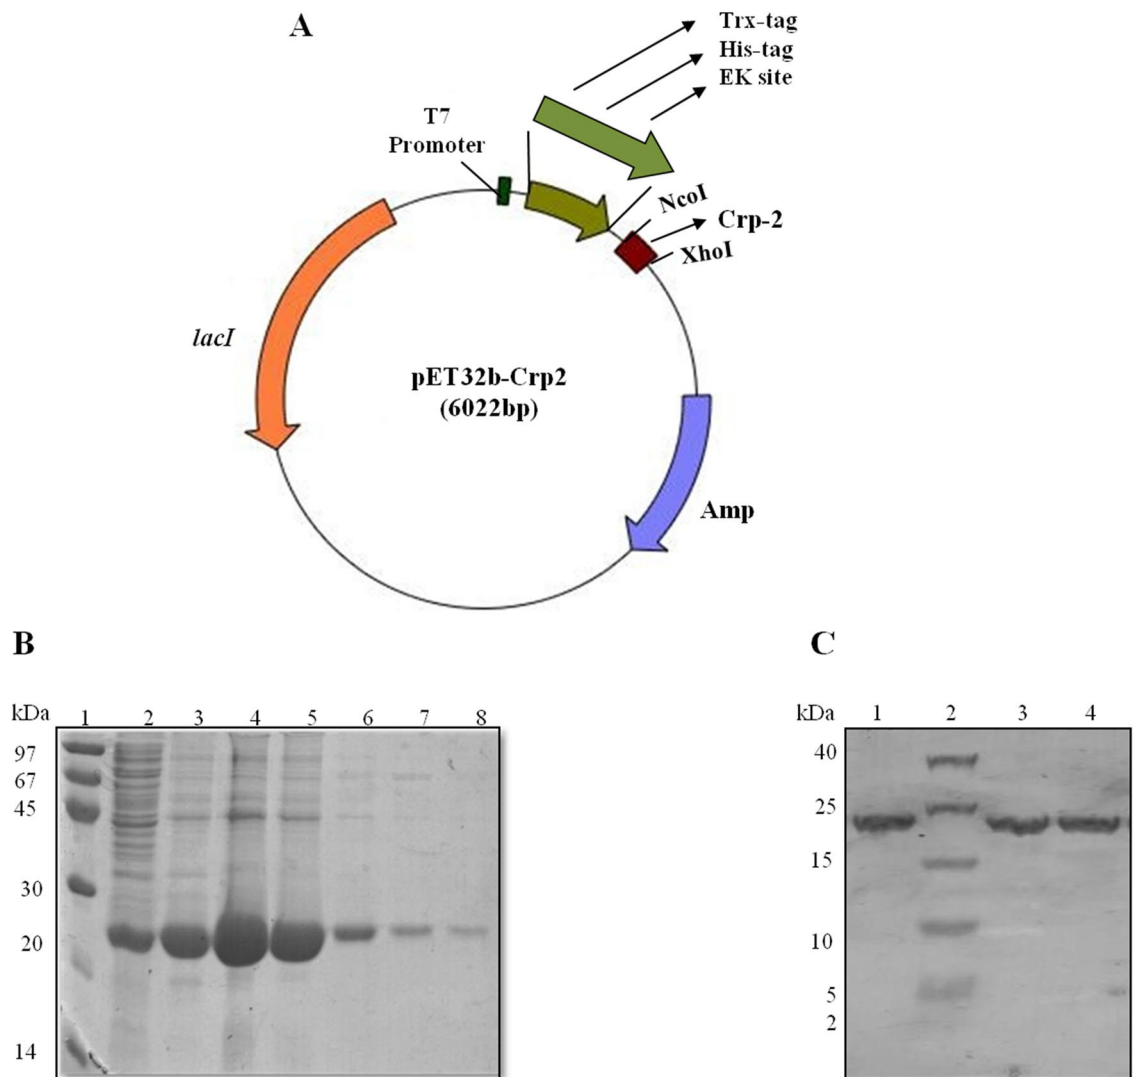 A
Trx-tag
His-tag
EK site
T7
Promoter
NcoI
Crp-2
XhoI
lacI
pET32b-Crp2
(6022bp)
Amp
B
kDa 1 2 3 4 5 6 7 8
97
67
45
30
20
14
C
kDa 1 2 3 4
40
25
15
10
5
2